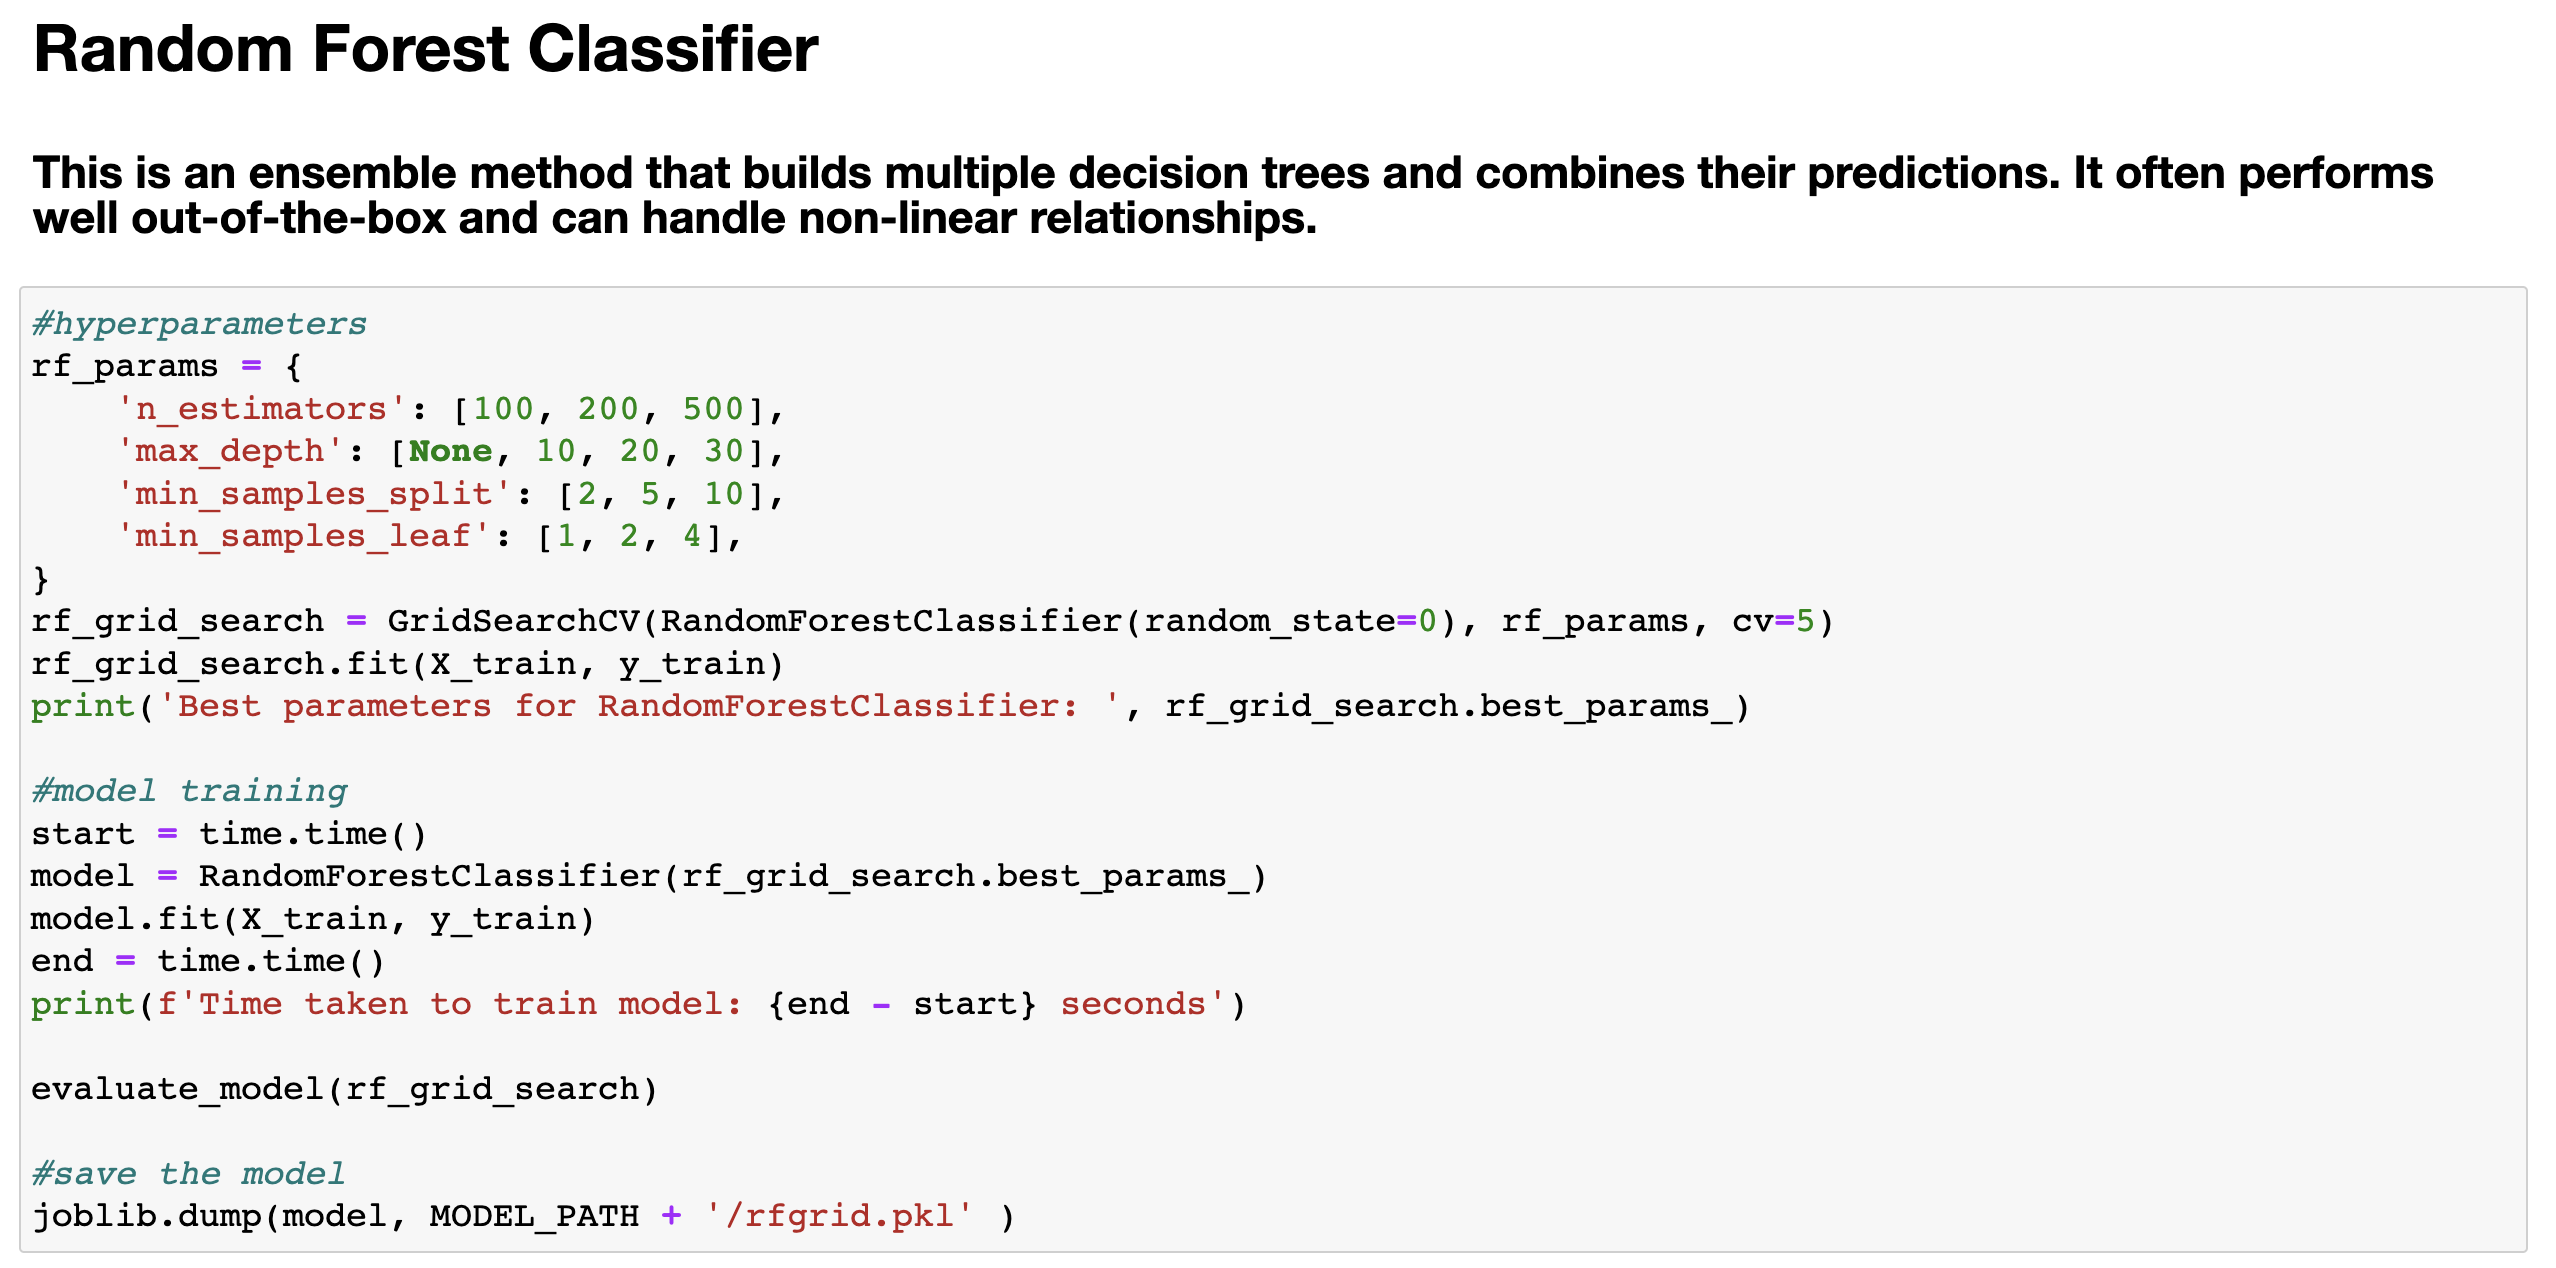 Random Forest Classifier
This is an ensemble method that builds multiple decision trees and combines their predictions. It often performs
well out-of-the-box and can handle non-linear relationships.
#hyperparameters
rf_params = {
    'n_estimators': [100, 200, 500],
    'max_depth': [None, 10, 20, 30],
    'min_samples_split': [2, 5, 10],
    'min_samples_leaf': [1, 2, 4],
}
rf_grid_search = GridSearchCV(RandomForestClassifier(random_state=0), rf_params, cv=5)
rf_grid_search.fit(X_train, y_train)
print('Best parameters for RandomForestClassifier: ', rf_grid_search.best_params_)
#model training
start = time.time()
model = RandomForestClassifier(rf_grid_search.best_params_)
model.fit(X_train, y_train)
end = time.time()
print(f'Time taken to train model: {end - start} seconds')
evaluate_model(rf_grid_search)
#save the model
joblib.dump(model, MODEL_PATH + '/rfgrid.pkl' )